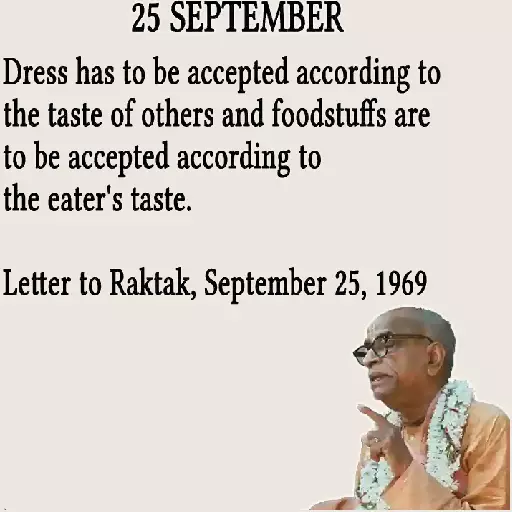 25 SEPTEMBER
Dress has to be accepted according to
the taste of others and foodstuffs are
to be accepted according to
the eater's taste.
Letter to Raktak, September 25, 1969